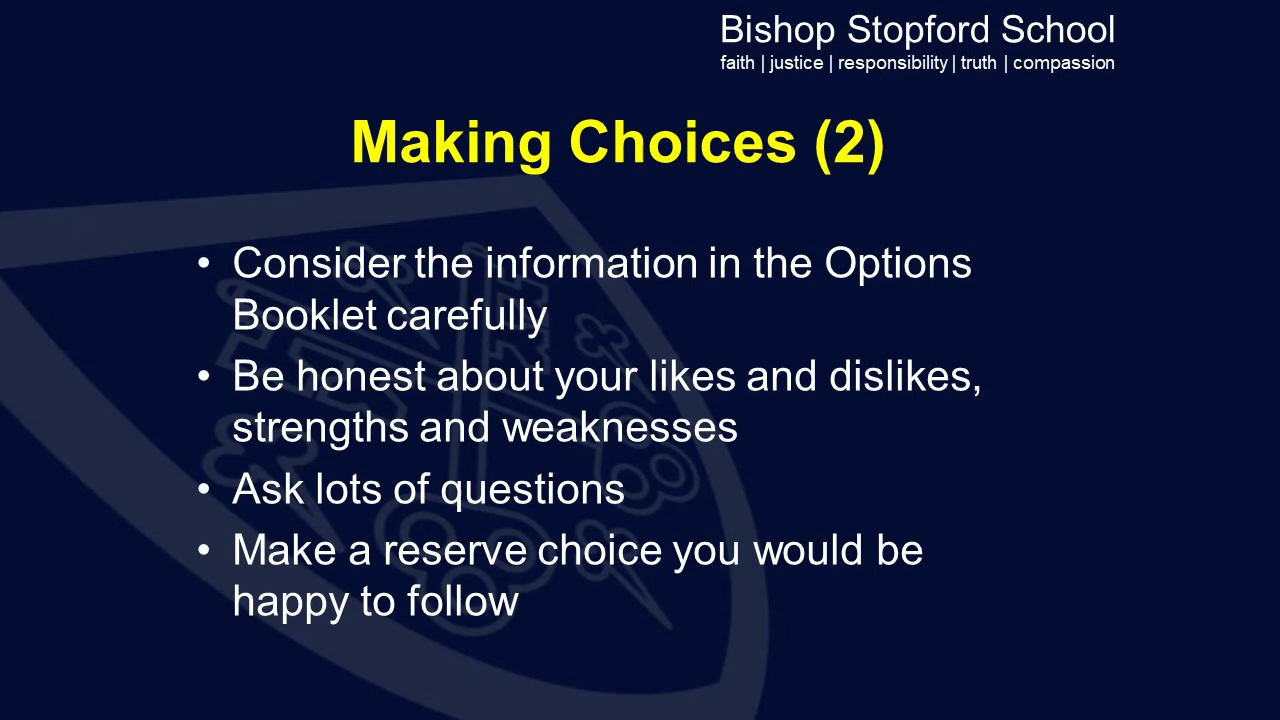 Bishop Stopford School
faith | justice | responsibility | truth | compassion
Making Choices (2)
• Consider the information in the Options
Booklet carefully
• Be honest about your likes and dislikes,
strengths and weaknesses
• Ask lots of questions
• Make a reserve choice you would be
happy to follow